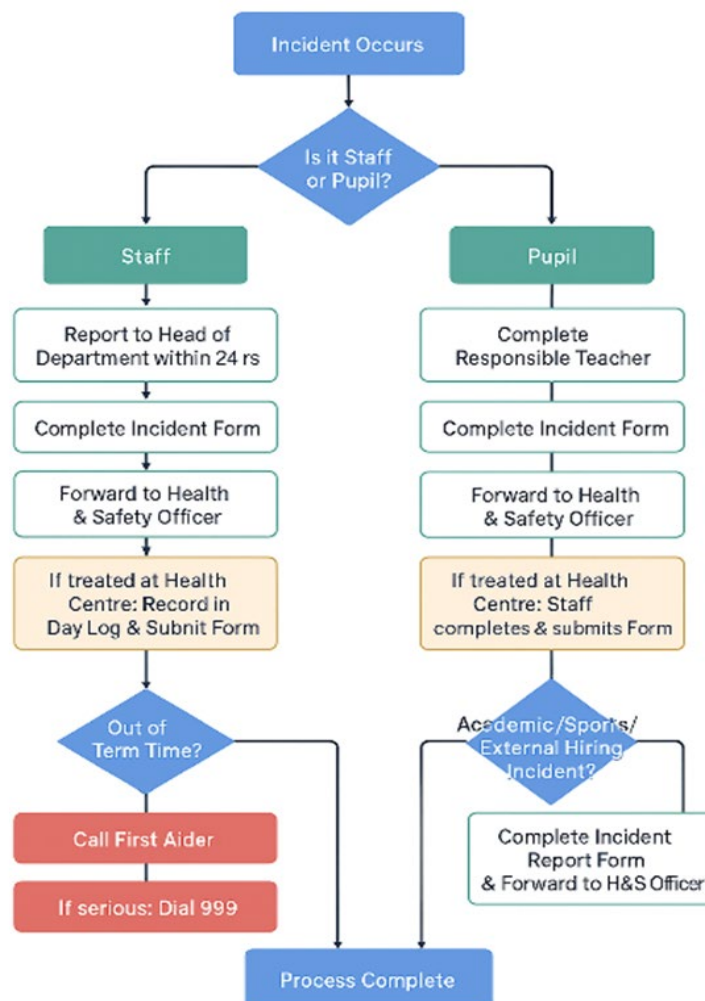 Incident Occurs
Is it Staff
or Pupil?
Staff
Report to Head of
Department within 24 rs
Complete Incident Form
Forward to Health
& Safety Officer
If treated at Health
Centre: Record in
Day Log & Subnit Form
Out of
Term Time?
Call First Aider
If serious: Dial 999
Pupil
Complete
Responsible Teacher
Complete Incident Form
Forward to Health
& Safety Officer
If treated at Health
Centre: Staff
completes & submits Form
Academic/Sports/
External Hiring
Incident?
Complete Incident
Report Form
& Forward to H&S Officer
Process Complete